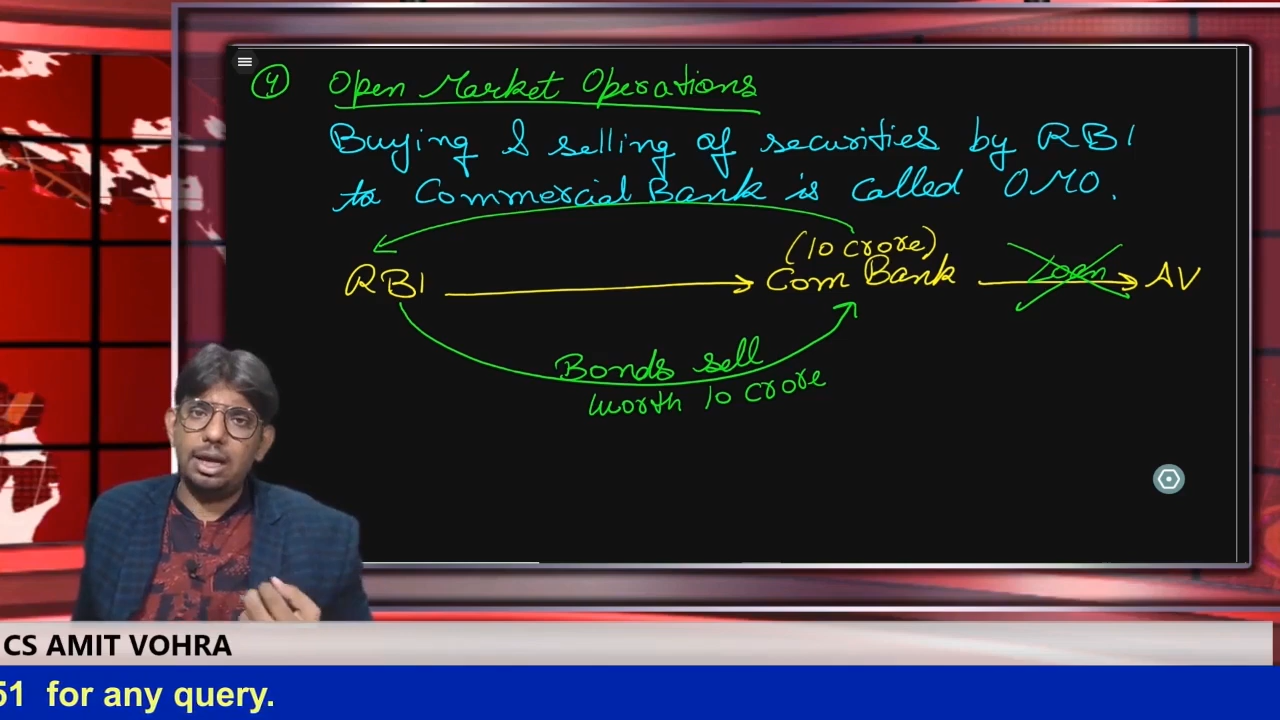 ④ Open Market Operations
Buying & selling of securities by RBI
to Commercial Bank is called OMO.
(10 crore)
RBI Com Bank Loan AV
Bonds sell
worth 10 crore
CS AMIT VOHRA
51 for any query.